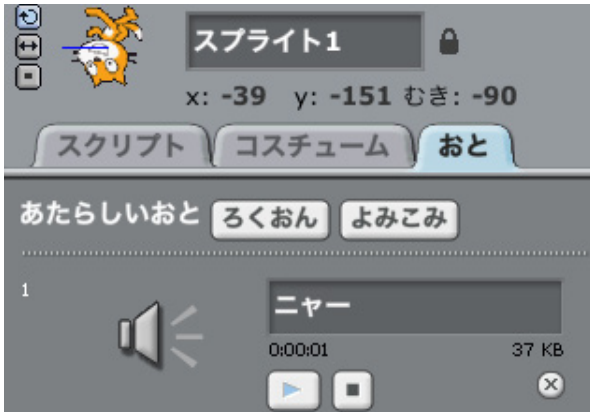 スプライト1
x: -39 y: -151 むき: -90
スクリプト コスチューム おと
あたらしいおと ろくおん よみこみ
1
ニャー
0:00:01 37 KB